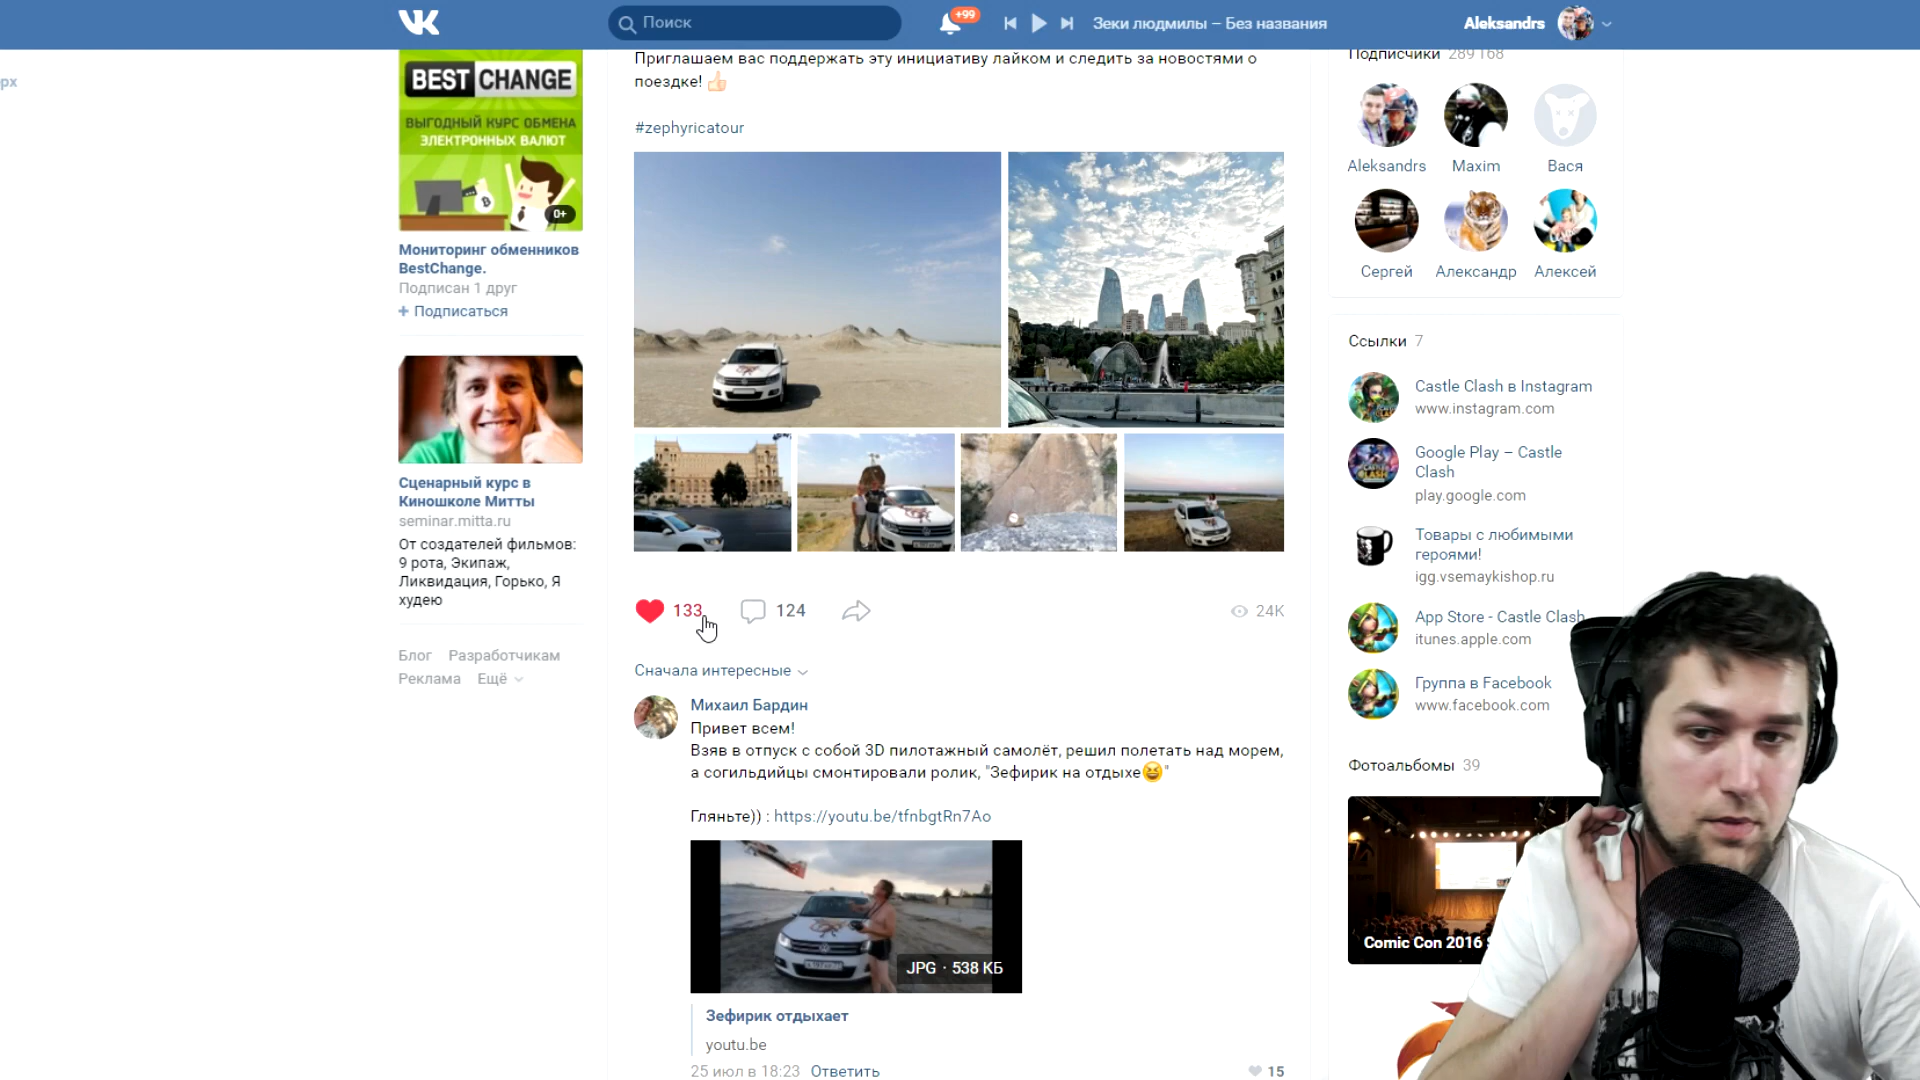 Поиск
+99
Зеки людмилы – Без названия
Aleksandrs
рх
BEST CHANGE
ВЫГОДНЫЙ КУРС ОБМЕНА
ЭЛЕКТРОННЫХ ВАЛЮТ
0+
Мониторинг обменников
BestChange.
Подписан 1 друг
+ Подписаться
Сценарный курс в
Киношколе Митты
seminar.mitta.ru
От создателей фильмов:
9 рота, Экипаж,
Ликвидация, Горько, Я
худею
Блог Разработчикам
Реклама Ещё
Приглашаем вас поддержать эту инициативу лайком и следить за новостями о
поездке!
#zephyricatour
133
124
24K
Сначала интересные
Михаил Бардин
Привет всем!
Взяв в отпуск с собой 3D пилотажный самолёт, решил полетать над морем,
а согильдийцы смонтировали ролик, "Зефирик на отдыхе😆"
Гляньте)) : https://youtu.be/tfnbgtRn7Ao
JPG · 538 КБ
Зефирик отдыхает
youtu.be
25 июл в 18:23 Ответить
15
Подписчики 289 168
Aleksandrs Maxim Вася
Сергей Александр Алексей
Ссылки 7
Castle Clash в Instagram
www.instagram.com
Google Play – Castle
Clash
play.google.com
Товары с любимыми
героями!
igg.vsemaykishop.ru
App Store - Castle Clash
itunes.apple.com
Группа в Facebook
www.facebook.com
Фотоальбомы 39
Comic Con 2016